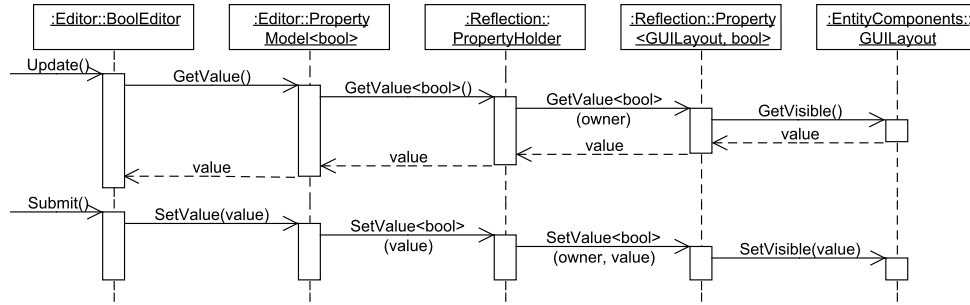 :Editor::BoolEditor
:Editor::Property
Model<bool>
:Reflection::
PropertyHolder
:Reflection::Property
<GUILayout, bool>
:EntityComponents::
GUILayout
Update()
GetValue()
GetValue<bool>()
GetValue<bool>
(owner)
GetVisible()
value
value
value
value
Submit()
SetValue(value)
SetValue<bool>
(value)
SetValue<bool>
(owner, value)
SetVisible(value)